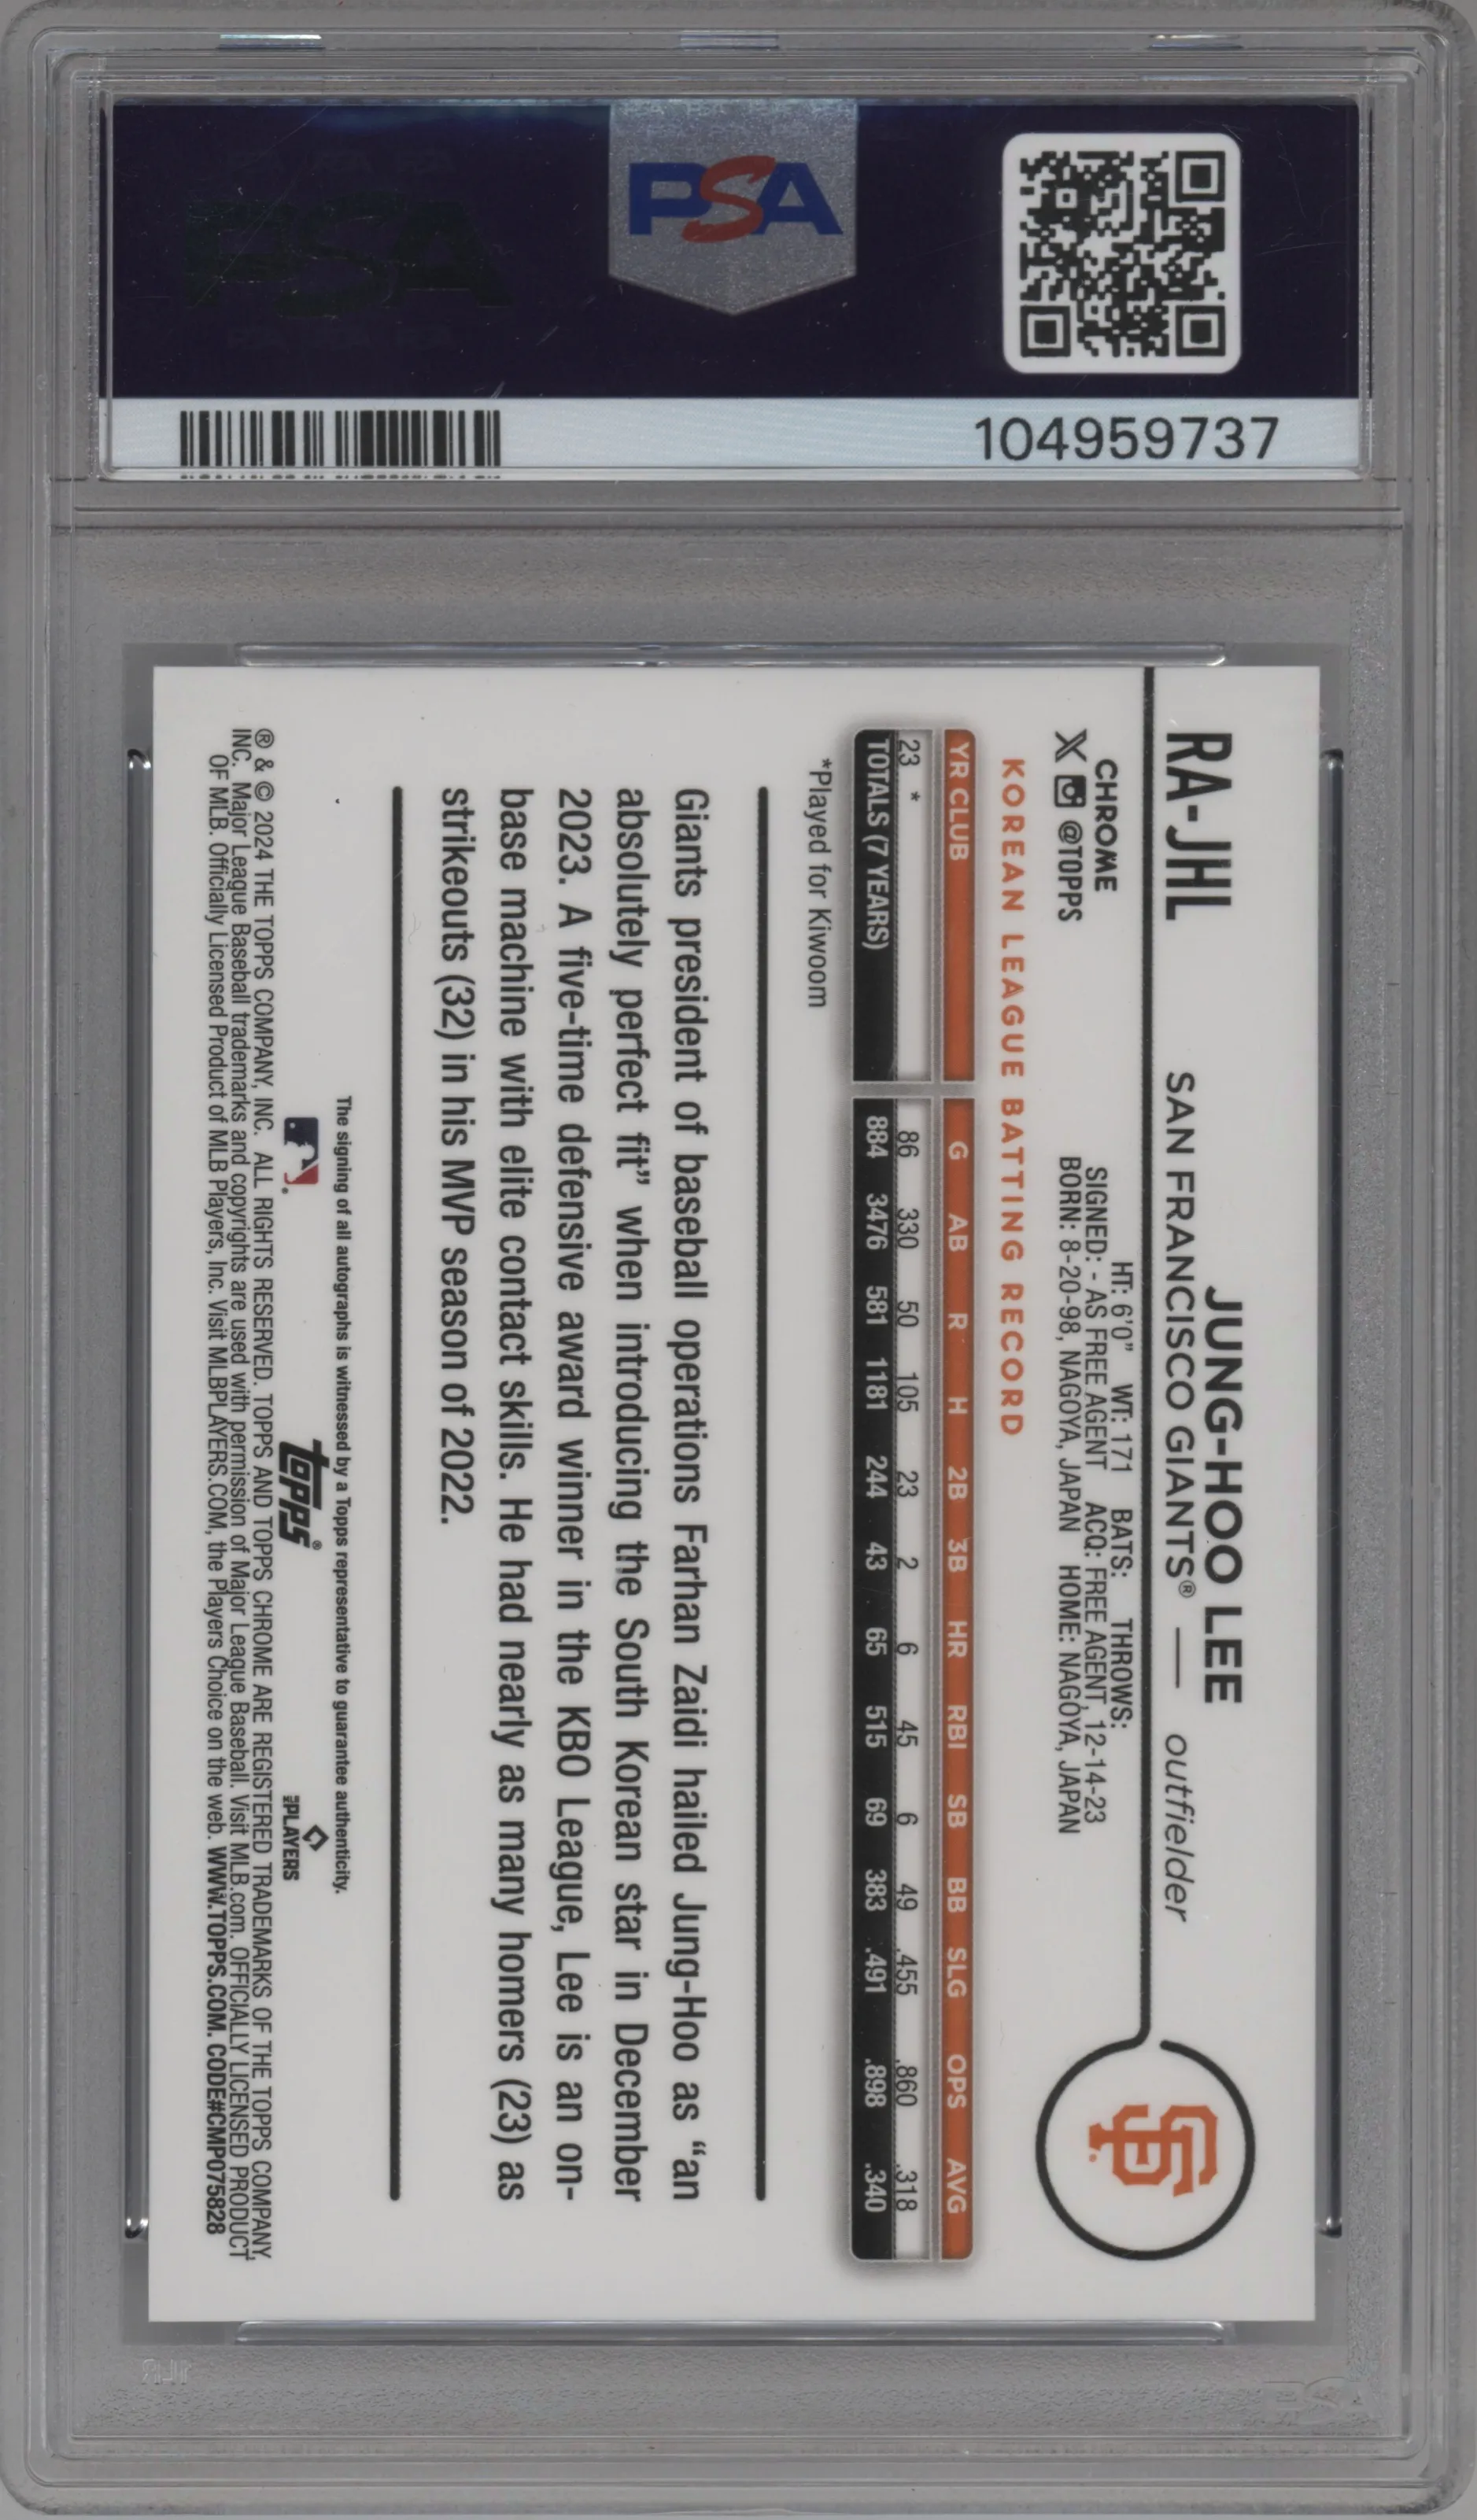 PSA
104959737
RA-JHL
JUNG-HOO LEE
SAN FRANCISCO GIANTS® — outfielder
SF
CHROME
X @TOPPS
HT: 6'0" WT: 171 BATS: THROWS:
SIGNED: - AS FREE AGENT ACQ: FREE AGENT, 12-14-23
BORN: 8-20-98, NAGOYA, JAPAN HOME: NAGOYA, JAPAN
KOREAN LEAGUE BATTING RECORD
YR CLUB G AB R H 2B 3B HR RBI SB BB SLG OPS AVG
23 * 86 330 50 105 23 2 6 45 6 49 .455 .860 .318
TOTALS (7 YEARS) 884 3476 581 1181 244 43 65 515 69 383 .491 .898 .340
*Played for Kiwoom
Giants president of baseball operations Farhan Zaidi hailed Jung-Hoo as “an
absolutely perfect fit” when introducing the South Korean star in December
2023. A five-time defensive award winner in the KBO League, Lee is an on-
base machine with elite contact skills. He had nearly as many homers (23) as
strikeouts (32) in his MVP season of 2022.
The signing of all autographs is witnessed by a Topps representative to guarantee authenticity.
topps®
PLAYERS
® & © 2024 THE TOPPS COMPANY, INC. ALL RIGHTS RESERVED. TOPPS AND TOPPS CHROME ARE REGISTERED TRADEMARKS OF THE TOPPS COMPANY,
INC. Major League Baseball trademarks and copyrights are used with permission of Major League Baseball. Visit MLB.com. OFFICIALLY LICENSED PRODUCT
OF MLB. Officially Licensed Product of MLB Players, Inc. Visit MLBPLAYERS.COM, the Players Choice on the web. WWW.TOPPS.COM. CODE#CMP075828